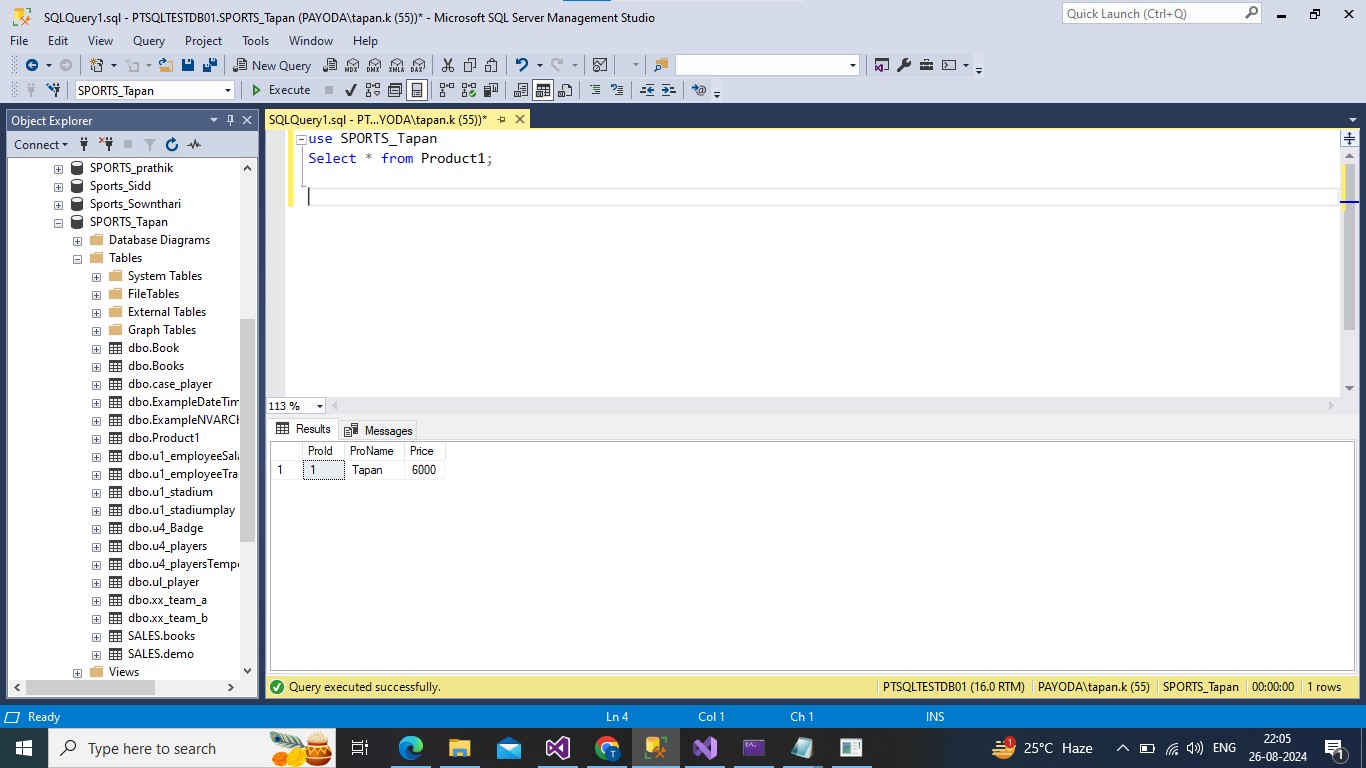 SQLQuery1.sql - PTSQLTESTDB01.SPORTS_Tapan (PAYODA\tapan.k (55))* - Microsoft SQL Server Management Studio
Quick Launch (Ctrl+Q)
File Edit View Query Project Tools Window Help
New Query MDX DMX XMLA DAX
SPORTS_Tapan Execute
Object Explorer
Connect
SPORTS_prathik
Sports_Sidd
Sports_Sownthari
SPORTS_Tapan
Database Diagrams
Tables
System Tables
FileTables
External Tables
Graph Tables
dbo.Book
dbo.Books
dbo.case_player
dbo.ExampleDateTim
dbo.ExampleNVARCH
dbo.Product1
dbo.u1_employeeSala
dbo.u1_employeeTra
dbo.u1_stadium
dbo.u1_stadiumplay
dbo.u4_Badge
dbo.u4_players
dbo.u4_playersTempo
dbo.ul_player
dbo.xx_team_a
dbo.xx_team_b
SALES.books
SALES.demo
Views
SQLQuery1.sql - PT...YODA\tapan.k (55))*
use SPORTS_Tapan
Select * from Product1;
113 %
Results Messages
ProId ProName Price
1 1 Tapan 6000
Query executed successfully.
PTSQLTESTDB01 (16.0 RTM) PAYODA\tapan.k (55) SPORTS_Tapan 00:00:00 1 rows
Ready Ln 4 Col 1 Ch 1 INS
Type here to search
1 25°C Haze ENG 22:05
26-08-2024 1